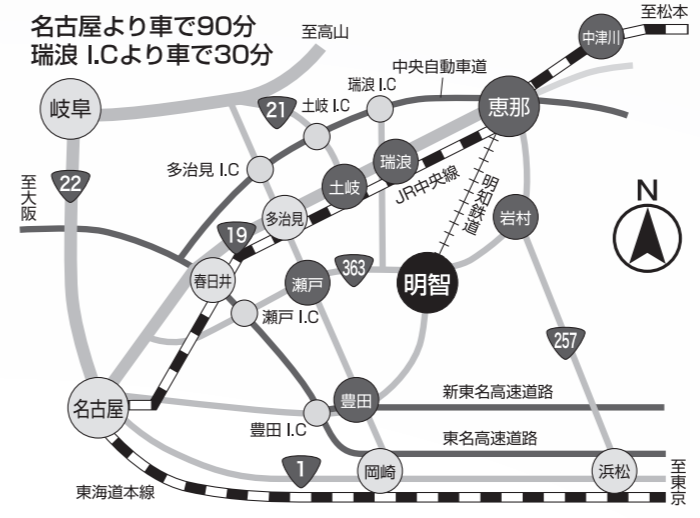 名古屋より車で90分
瑞浪 I.Cより車で30分
至高山
至松本
中津川
中央自動車道
瑞浪 I.C
土岐 I.C
21
恵那
岐阜
多治見 I.C
瑞浪
土岐
JR中央線
明知鉄道
22
至大阪
多治見
岩村
N
19
363
春日井
瀬戸
明智
瀬戸 I.C
257
新東名高速道路
豊田
名古屋
豊田 I.C
東名高速道路
1
岡崎
浜松
至東京
東海道本線